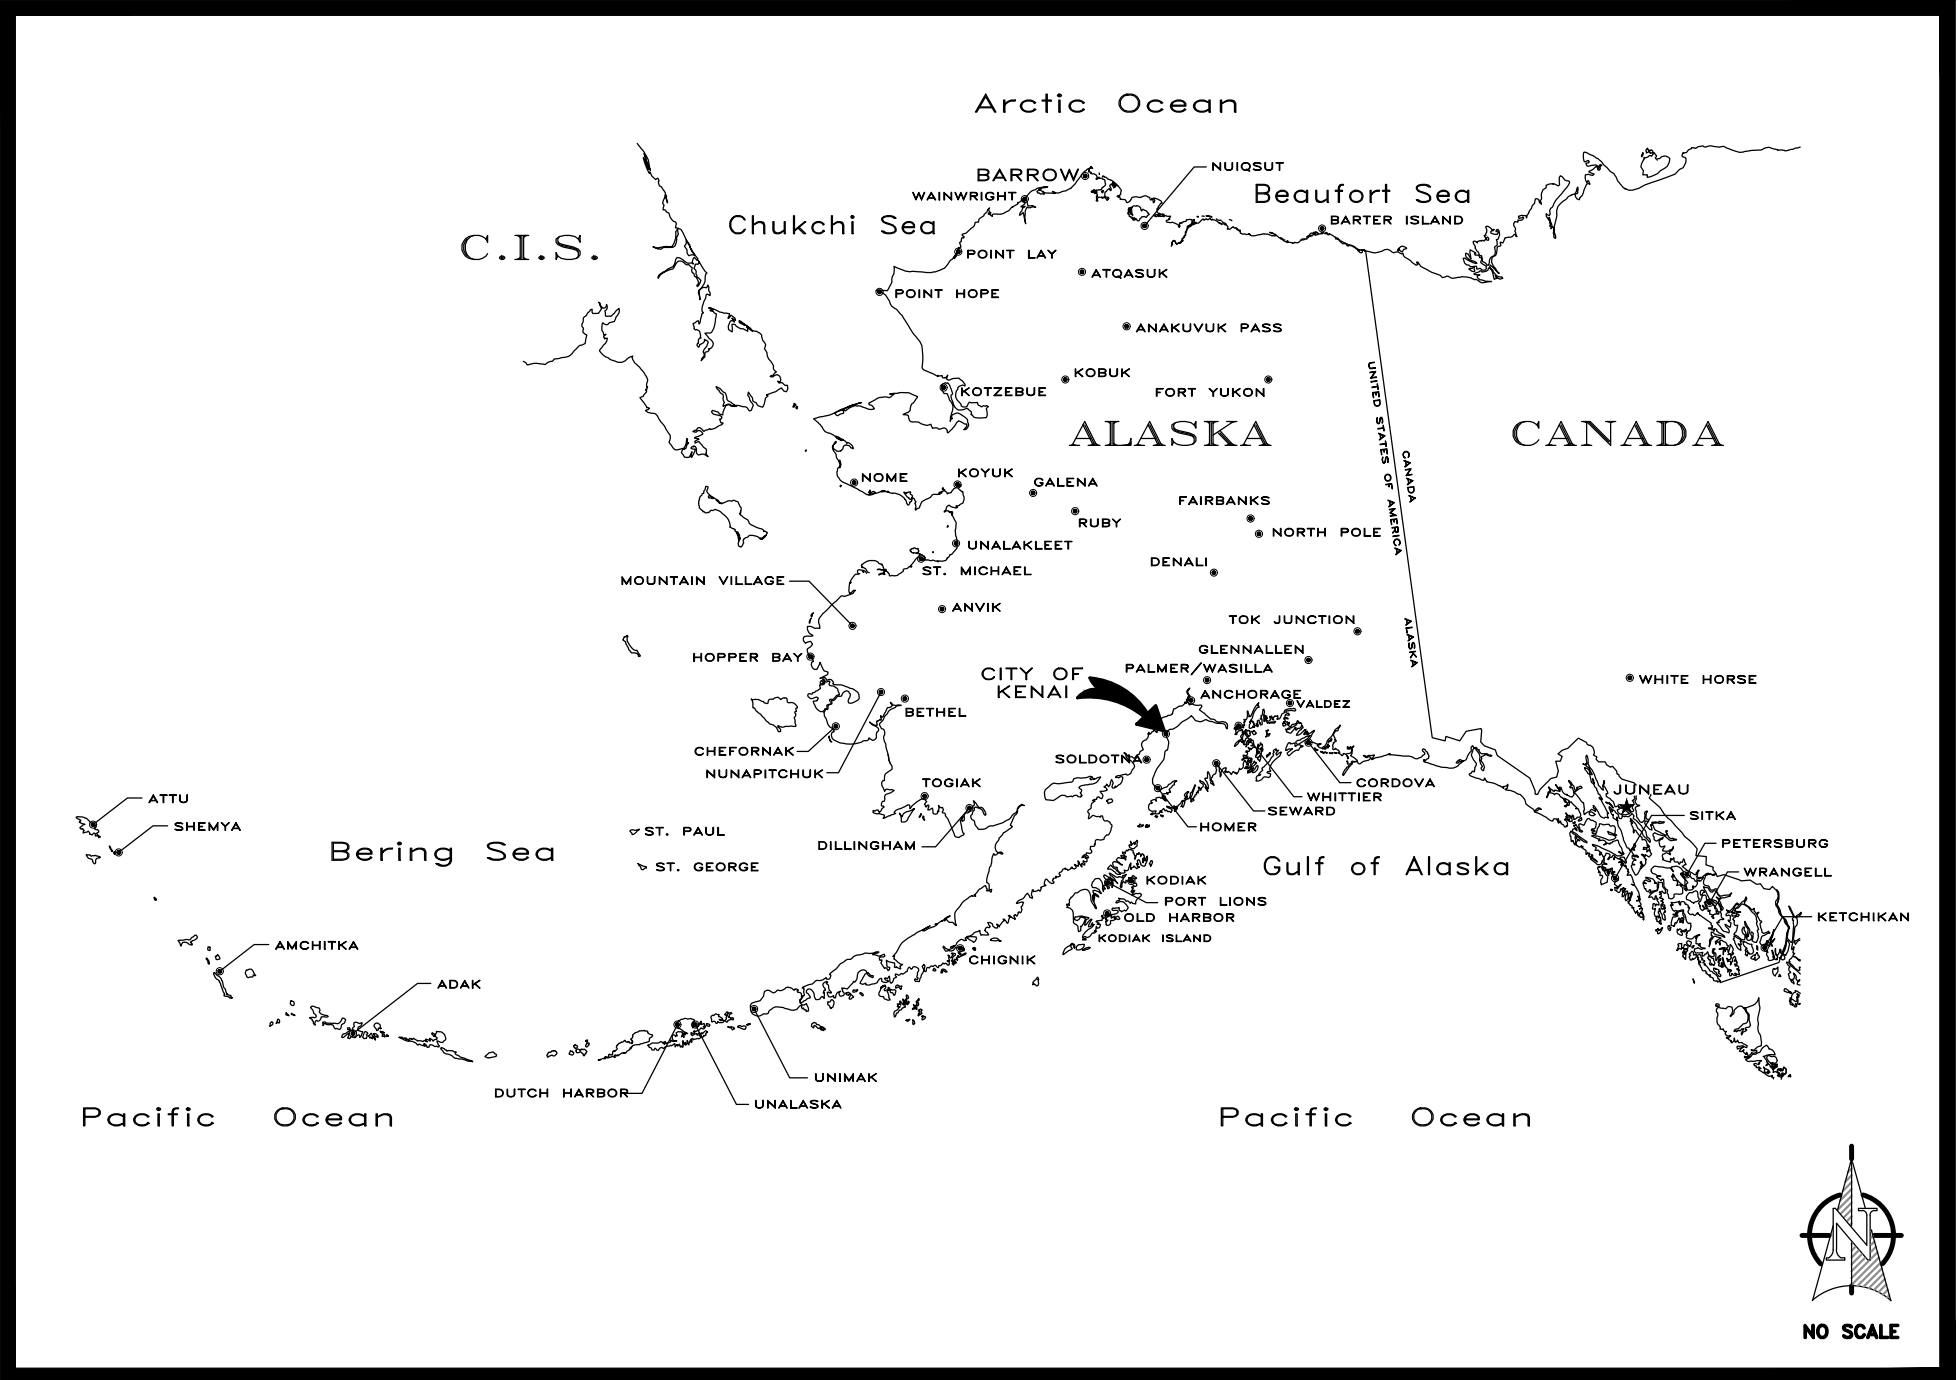 Arctic Ocean
NUIQSUT
BARROW
Beaufort Sea
WAINWRIGHT
BARTER ISLAND
Chukchi Sea
C.I.S.
POINT LAY
ATQASUK
POINT HOPE
ANAKUVUK PASS
KOBUK
KOTZEBUE
FORT YUKON
UNITED STATES OF AMERICA
ALASKA
CANADA
CANADA
NOME
KOYUK
GALENA
FAIRBANKS
RUBY
NORTH POLE
UNALAKLEET
DENALI
ST. MICHAEL
MOUNTAIN VILLAGE
ANVIK
TOK JUNCTION
ALASKA
GLENNALLEN
HOPPER BAY
PALMER/WASILLA
CITY OF
KENAI
WHITE HORSE
ANCHORAGE
VALDEZ
BETHEL
CHEFORNAK
SOLDOTNA
NUNAPITCHUK
TOGIAK
CORDOVA
JUNEAU
WHITTIER
ATTU
SEWARD
SITKA
SHEMYA
HOMER
ST. PAUL
DILLINGHAM
PETERSBURG
Bering Sea
ST. GEORGE
Gulf of Alaska
WRANGELL
KODIAK
PORT LIONS
OLD HARBOR
KETCHIKAN
KODIAK ISLAND
AMCHITKA
CHIGNIK
ADAK
UNIMAK
DUTCH HARBOR
UNALASKA
Pacific Ocean
Pacific Ocean
N
NO SCALE